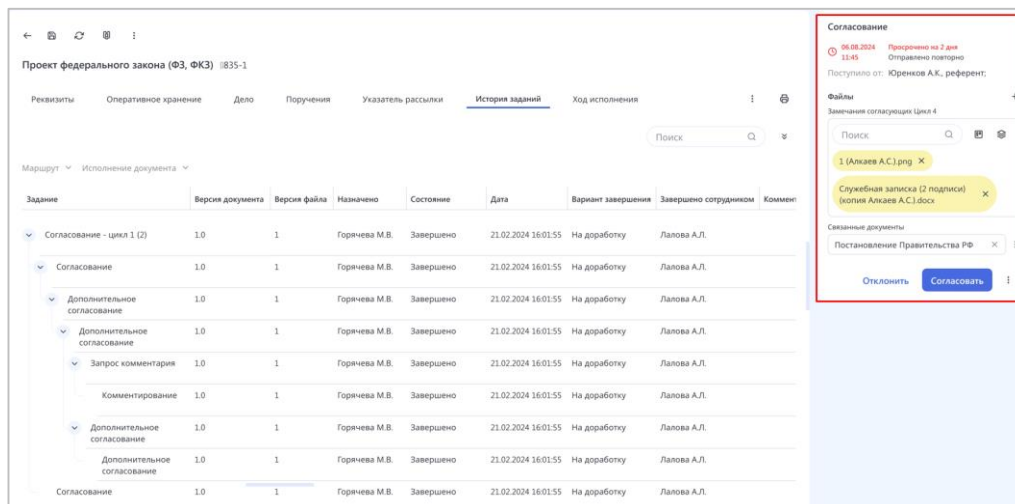 Проект федерального закона (ФЗ, ФКЗ) 835-1
Реквизиты Оперативное хранение Дело Поручения Указатель рассылки История заданий Ход исполнения
Поиск
Маршрут Исполнение документа
Задание Версия документа Версия файла Назначено Состояние Дата Вариант завершения Завершено сотрудником
Согласование - цикл 1 (2) 1.0 1 Горячева М.В. Завершено 21.02.2024 16:01:55 На доработку Лалова А.Л.
Согласование 1.0 1 Горячева М.В. Завершено 21.02.2024 16:01:55 На доработку Лалова А.Л.
Дополнительное 1.0 1 Горячева М.В. Завершено 21.02.2024 16:01:55 На доработку Лалова А.Л.
согласование
Дополнительное 1.0 1 Горячева М.В. Завершено 21.02.2024 16:01:55 На доработку Лалова А.Л.
согласование
Запрос комментария 1.0 1 Горячева М.В. Завершено 21.02.2024 16:01:55 На доработку Лалова А.Л.
Комментирование 1.0 1 Горячева М.В. Завершено 21.02.2024 16:01:55 На доработку Лалова А.Л.
Дополнительное 1.0 1 Горячева М.В. Завершено 21.02.2024 16:01:55 На доработку Лалова А.Л.
согласование
Дополнительное 1.0 1 Горячева М.В. Завершено 21.02.2024 16:01:55 На доработку Лалова А.Л.
согласование
Согласование 1.0 1 Горячева М.В. Завершено 21.02.2024 16:01:55 На доработку Лалова А.Л.
Согласование
06.08.2024 Просрочено на 2 дня
11:45 Отправлено повторно
Поступило от: Юренков А.К., референт;
Файлы
Замечания согласующих Цикл 4
Поиск
1 (Алкаев А.С.).png
Служебная записка (2 подписи)
(копия Алкаев А.С.).docx
Связанные документы
Постановление Правительства РФ
Отклонить Согласовать